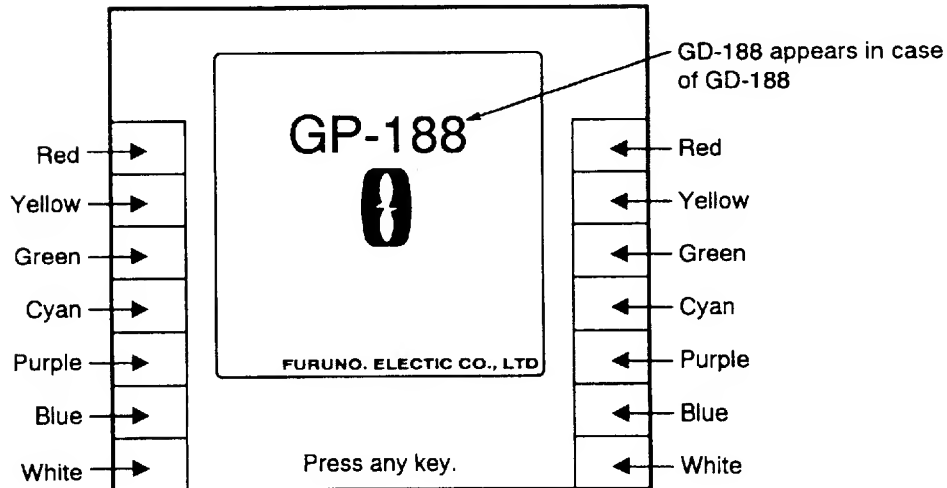 GD-188 appears in case
of GD-188
GP-188
Red
Red
Yellow
Yellow
Green
Green
Cyan
Cyan
Purple
Purple
FURUNO. ELECTIC CO., LTD
Blue
Blue
White
Press any key.
White